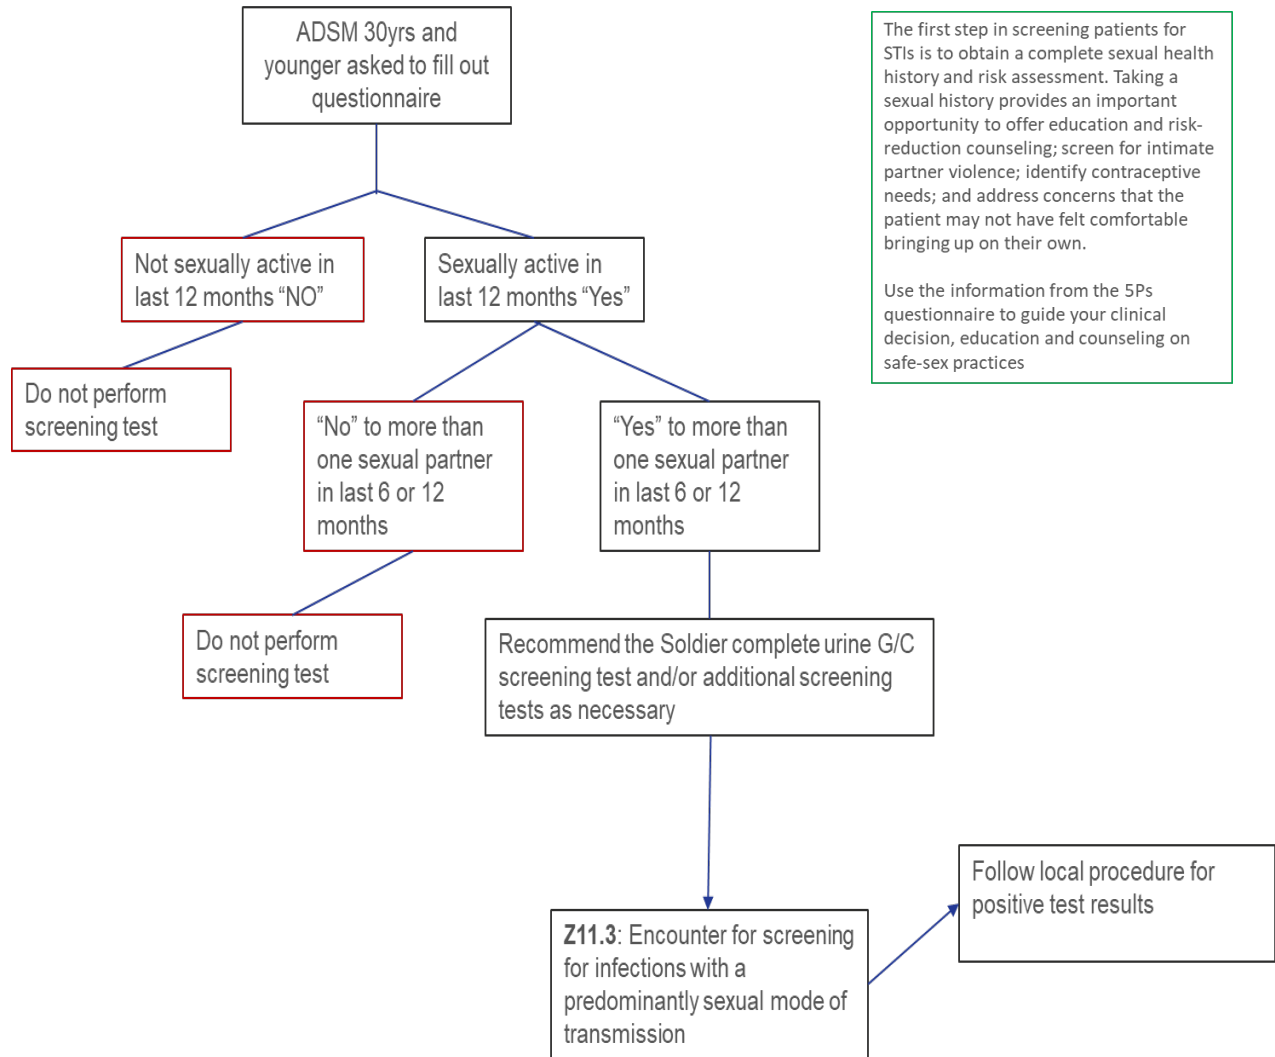 ADSM 30yrs and
younger asked to fill out
questionnaire
The first step in screening patients for
STIs is to obtain a complete sexual health
history and risk assessment. Taking a
sexual history provides an important
opportunity to offer education and risk-
reduction counseling; screen for intimate
partner violence; identify contraceptive
needs; and address concerns that the
patient may not have felt comfortable
bringing up on their own.
Use the information from the 5Ps
questionnaire to guide your clinical
decision, education and counseling on
safe-sex practices
Not sexually active in
last 12 months “NO”
Sexually active in
last 12 months “Yes”
Do not perform
screening test
“No” to more than
one sexual partner
in last 6 or 12
months
“Yes” to more than
one sexual partner
in last 6 or 12
months
Do not perform
screening test
Recommend the Soldier complete urine G/C
screening test and/or additional screening
tests as necessary
Z11.3: Encounter for screening
for infections with a
predominantly sexual mode of
transmission
Follow local procedure for
positive test results